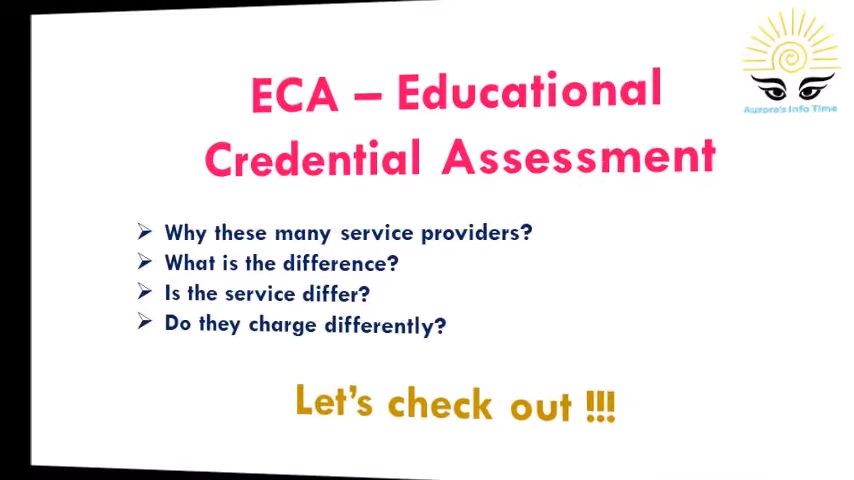 ECA – Educational
Credential Assessment
Aurora's Info Time
Why these many service providers?
What is the difference?
Is the service differ?
Do they charge differently?
Let's check out !!!